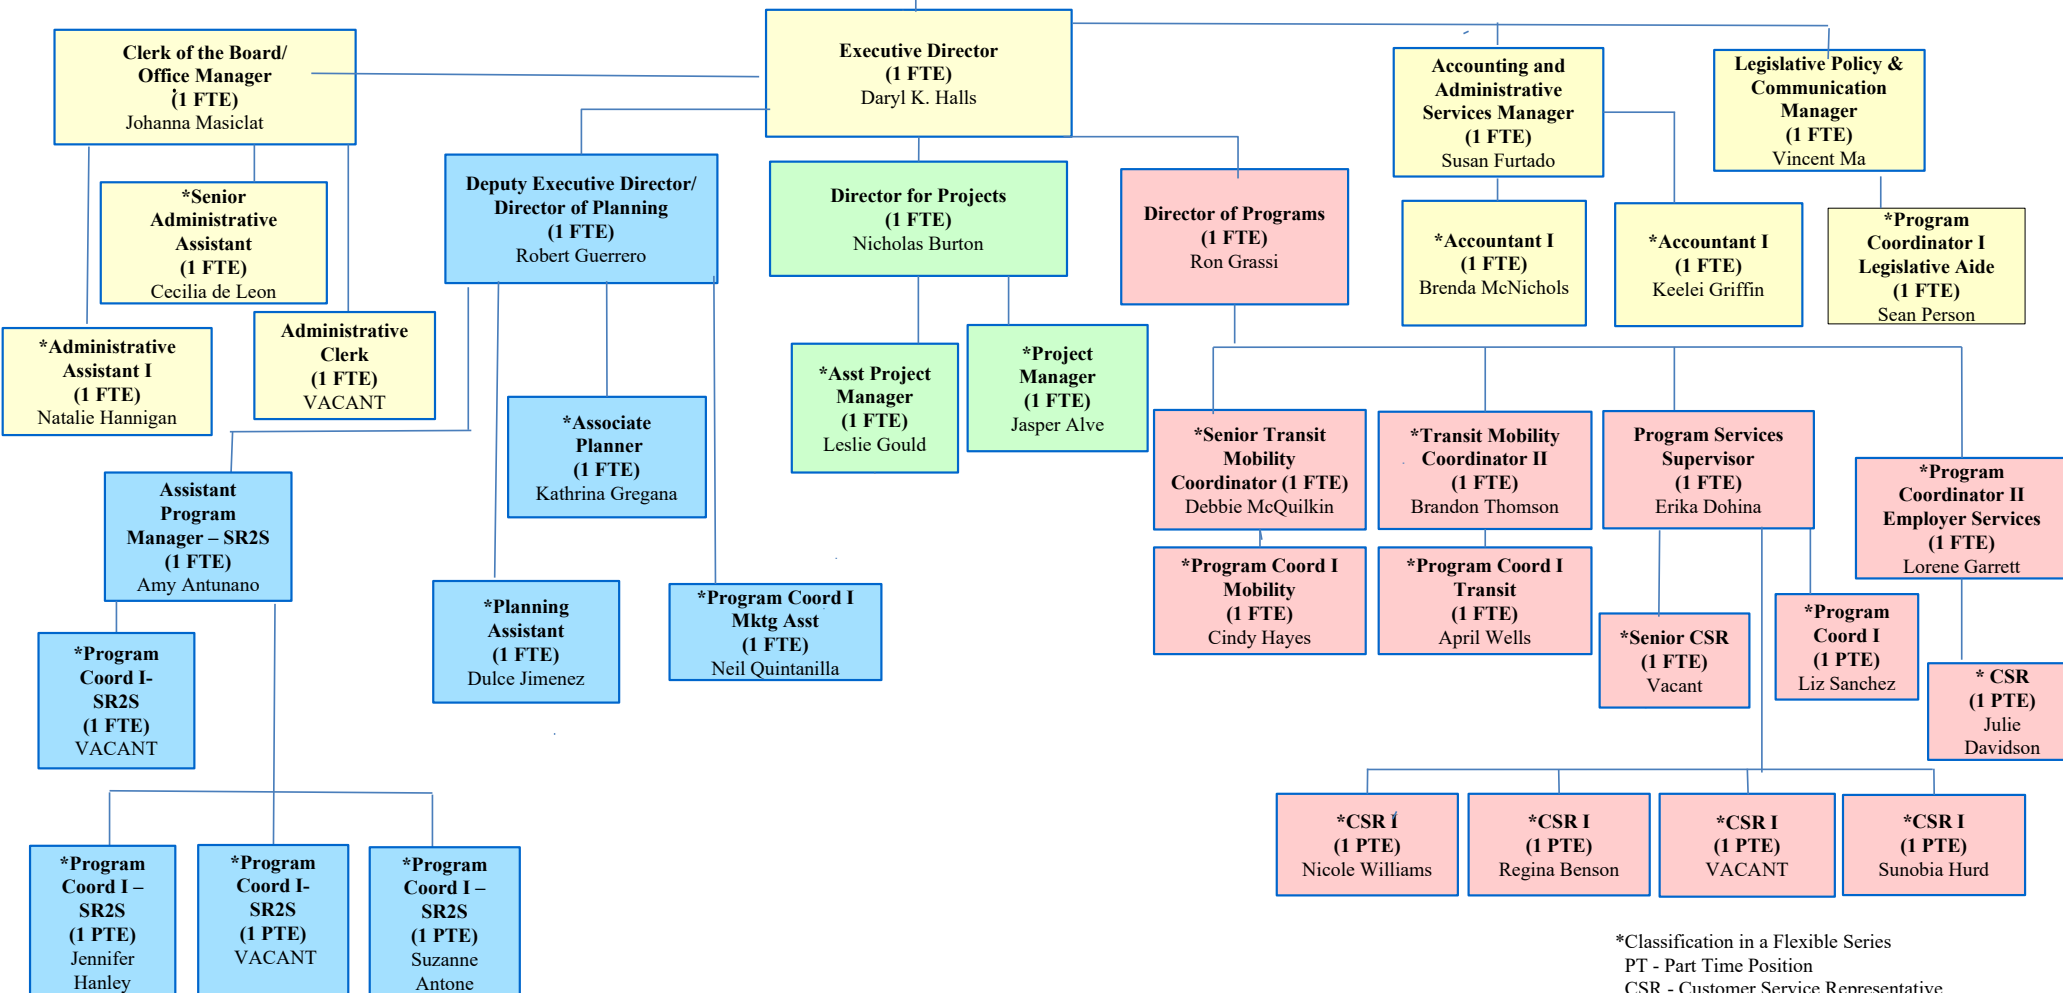 Clerk of the Board/
Office Manager
(1 FTE)
Johanna Masiclat
Executive Director
(1 FTE)
Daryl K. Halls
Accounting and
Administrative
Services Manager
(1 FTE)
Susan Furtado
Legislative Policy &
Communication
Manager
(1 FTE)
Vincent Ma
*Senior
Administrative
Assistant
(1 FTE)
Cecilia de Leon
Deputy Executive Director/
Director of Planning
(1 FTE)
Robert Guerrero
Director for Projects
(1 FTE)
Nicholas Burton
Director of Programs
(1 FTE)
Ron Grassi
*Accountant I
(1 FTE)
Brenda McNichols
*Accountant I
(1 FTE)
Keelei Griffin
*Program
Coordinator I
Legislative Aide
(1 FTE)
Sean Person
*Administrative
Assistant I
(1 FTE)
Natalie Hannigan
Administrative
Clerk
(1 FTE)
VACANT
*Asst Project
Manager
(1 FTE)
Leslie Gould
*Project
Manager
(1 FTE)
Jasper Alve
*Associate
Planner
(1 FTE)
Kathrina Gregana
*Senior Transit
Mobility
Coordinator (1 FTE)
Debbie McQuilkin
*Transit Mobility
Coordinator II
(1 FTE)
Brandon Thomson
Program Services
Supervisor
(1 FTE)
Erika Dohina
*Program
Coordinator II
Employer Services
(1 FTE)
Lorene Garrett
Assistant
Program
Manager – SR2S
(1 FTE)
Amy Antunano
*Planning
Assistant
(1 FTE)
Dulce Jimenez
*Program Coord I
Mktg Asst
(1 FTE)
Neil Quintanilla
*Program Coord I
Mobility
(1 FTE)
Cindy Hayes
*Program Coord I
Transit
(1 FTE)
April Wells
*Senior CSR
(1 FTE)
Vacant
*Program
Coord I
(1 PTE)
Liz Sanchez
* CSR
(1 PTE)
Julie
Davidson
*Program
Coord I-
SR2S
(1 FTE)
VACANT
*CSR I
(1 PTE)
Nicole Williams
*CSR I
(1 PTE)
Regina Benson
*CSR I
(1 PTE)
VACANT
*CSR I
(1 PTE)
Sunobia Hurd
*Program
Coord I –
SR2S
(1 PTE)
Jennifer
Hanley
*Program
Coord I-
SR2S
(1 PTE)
VACANT
*Program
Coord I –
SR2S
(1 PTE)
Suzanne
Antone
*Classification in a Flexible Series
PT - Part Time Position
CSR - Customer Service Representative